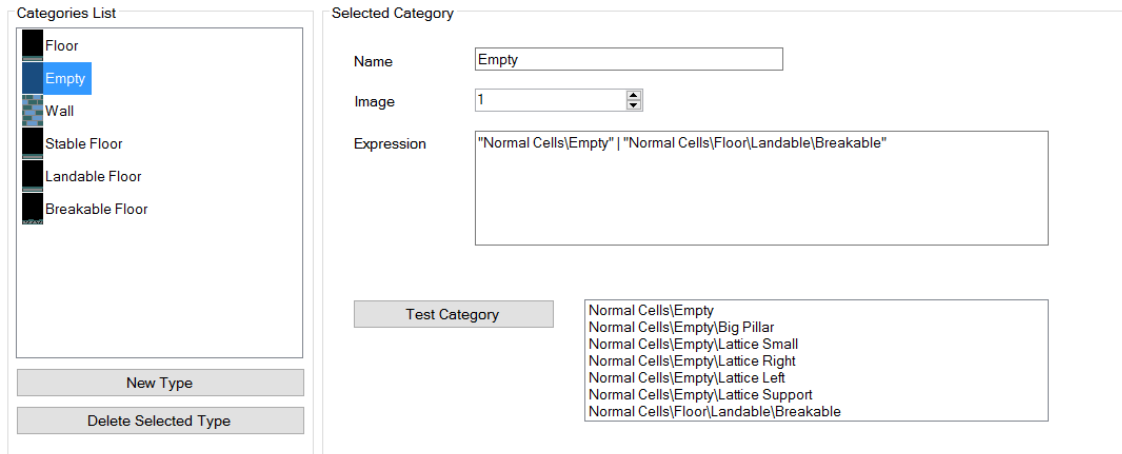 Categories List
Floor
Empty
Wall
Stable Floor
Landable Floor
Breakable Floor
New Type
Delete Selected Type
Selected Category
Name
Empty
Image
1
Expression
"Normal Cells\Empty" | "Normal Cells\Floor\Landable\Breakable"
Test Category
Normal Cells\Empty
Normal Cells\Empty\Big Pillar
Normal Cells\Empty\Lattice Small
Normal Cells\Empty\Lattice Right
Normal Cells\Empty\Lattice Left
Normal Cells\Empty\Lattice Support
Normal Cells\Floor\Landable\Breakable